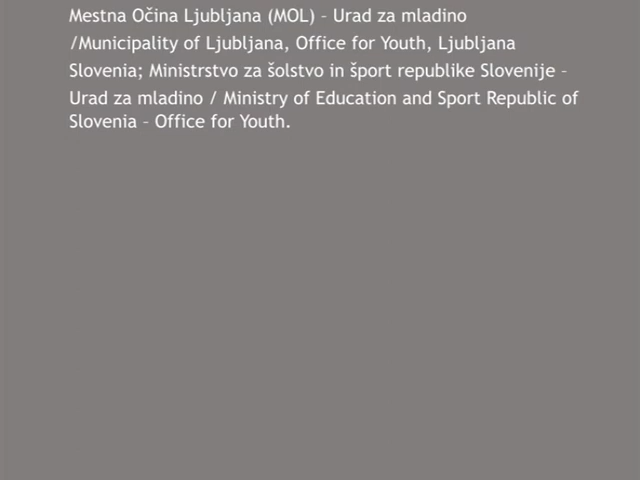 Mestna Očina Ljubljana (MOL) – Urad za mladino
/Municipality of Ljubljana, Office for Youth, Ljubljana
Slovenia; Ministrstvo za šolstvo in šport republike Slovenije –
Urad za mladino / Ministry of Education and Sport Republic of
Slovenia – Office for Youth.